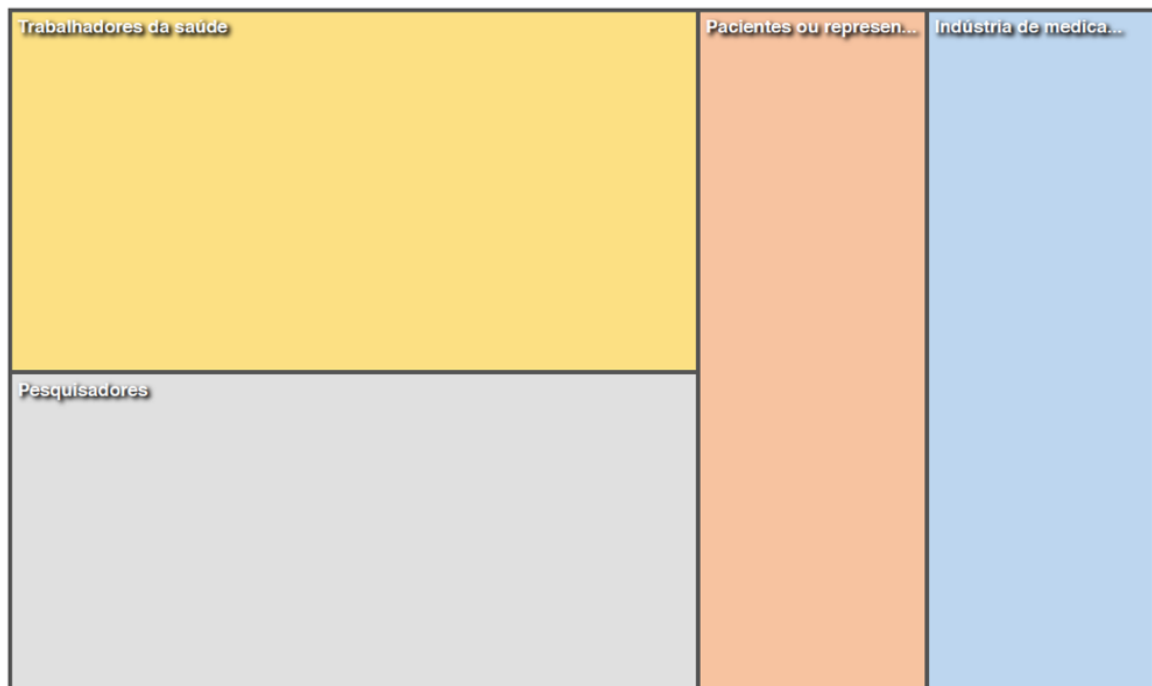 Trabalhadores da saúde
Pacientes ou represen...
Indústria de medica...
Pesquisadores